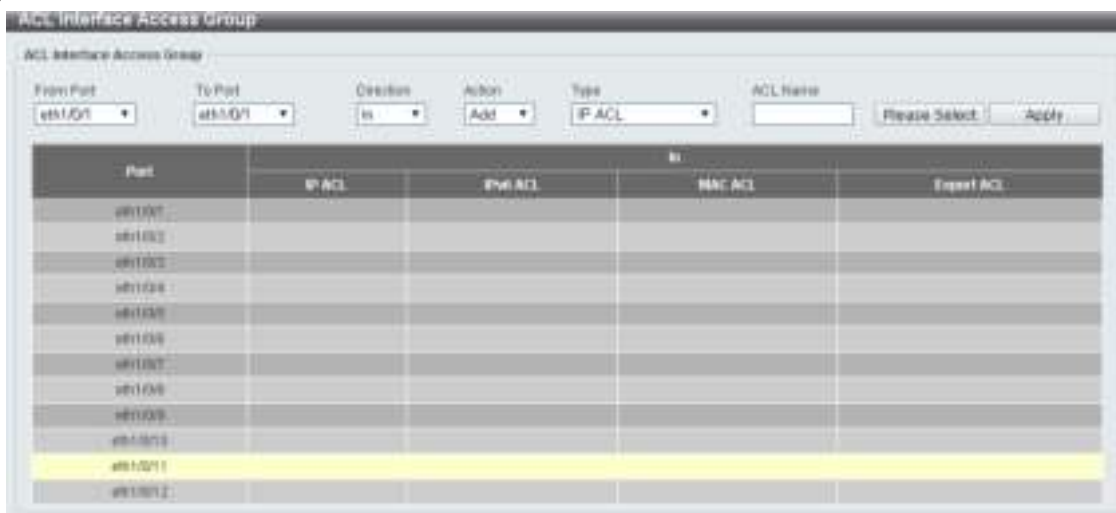 ACL Interface Access Group
ACL Interface Access Group
From Port To Port Direction Action Type ACL Name
eth1/0/1 eth1/0/1 In Add IP ACL Please Select Apply
Port In
IP ACL IPv6 ACL MAC ACL Expert ACL
eth1/0/1
eth1/0/2
eth1/0/3
eth1/0/4
eth1/0/5
eth1/0/6
eth1/0/7
eth1/0/8
eth1/0/9
eth1/0/10
eth1/0/11
eth1/0/12